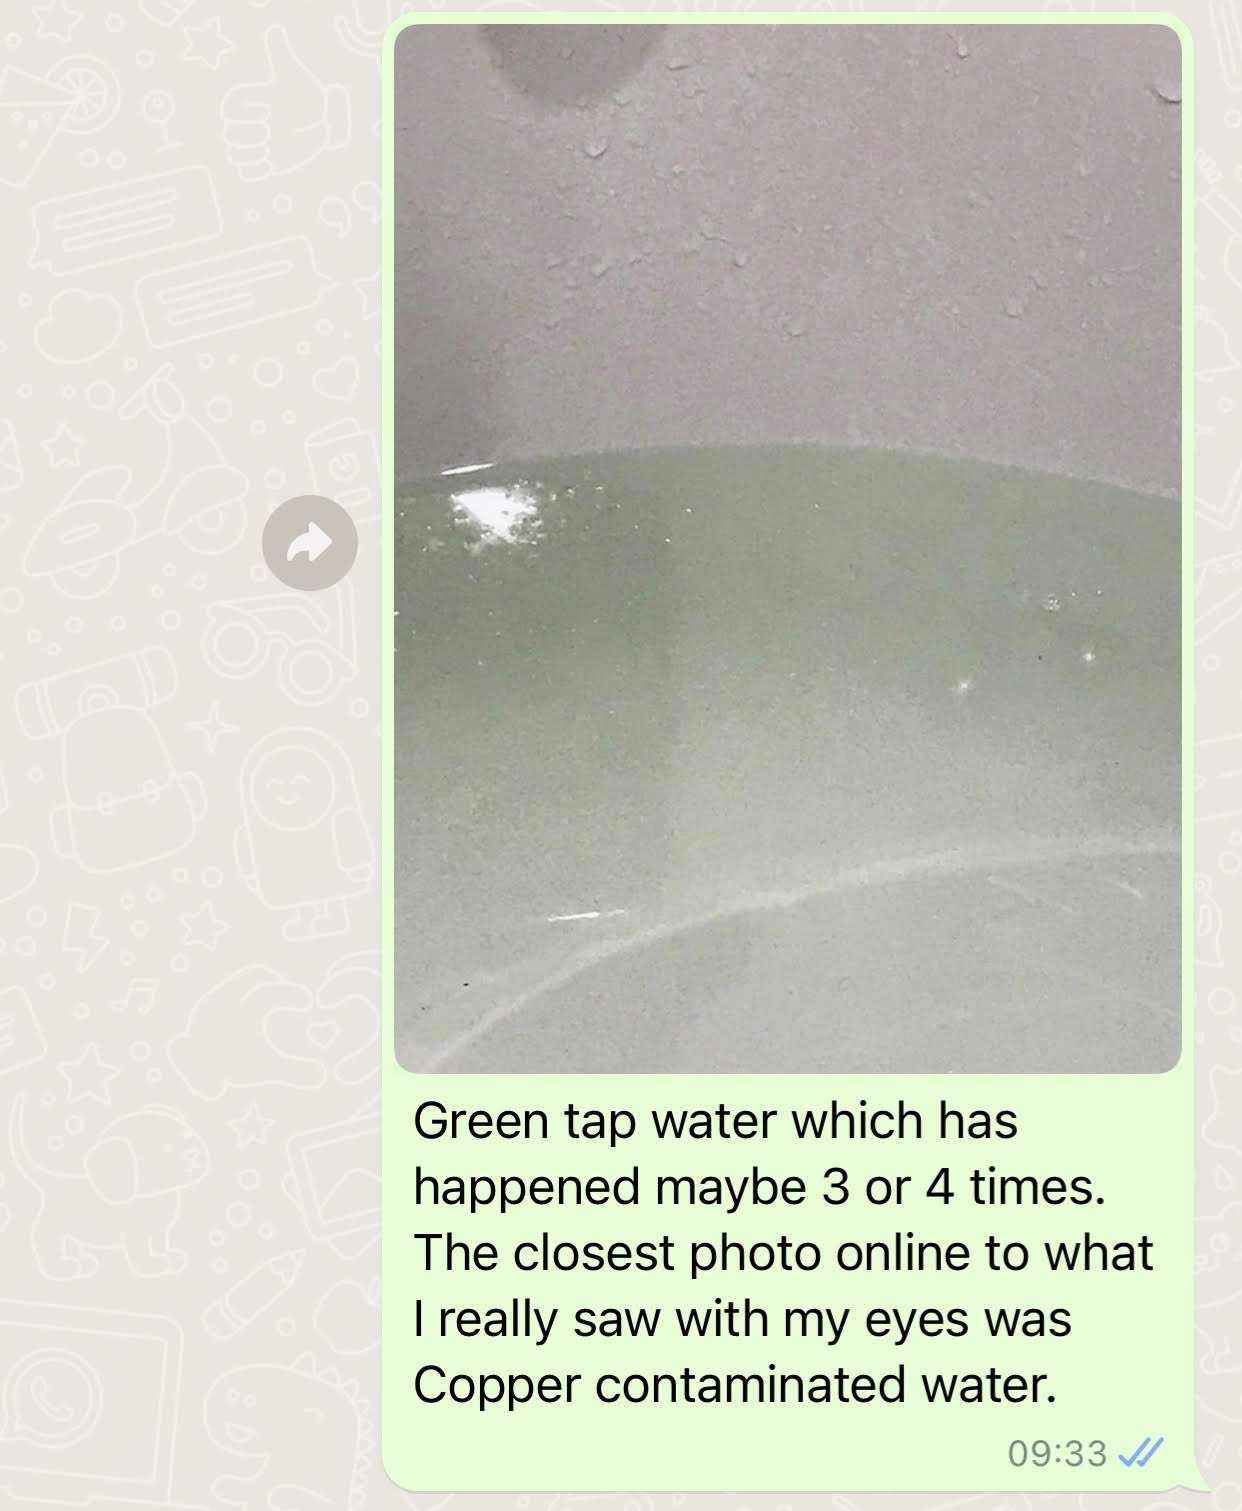 Green tap water which has
happened maybe 3 or 4 times.
The closest photo online to what
I really saw with my eyes was
Copper contaminated water.
09:33